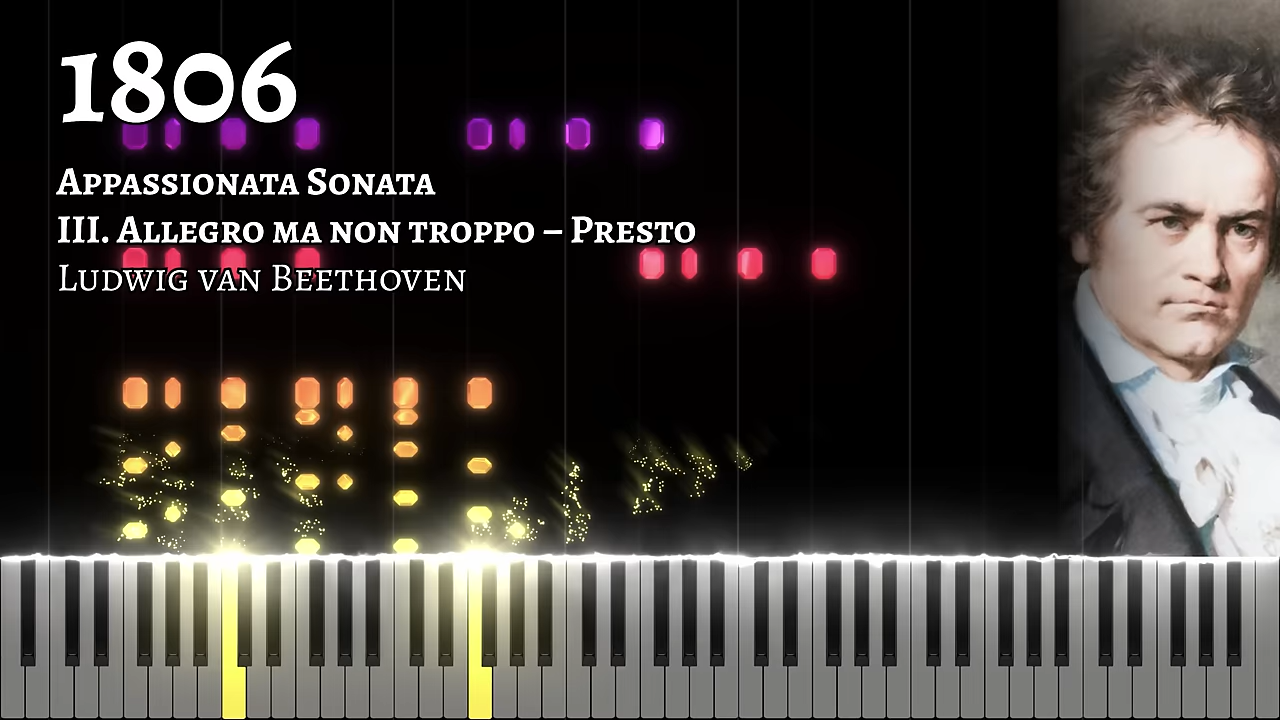 1806
Appassionata Sonata
III. Allegro ma non troppo – Presto
Ludwig van Beethoven